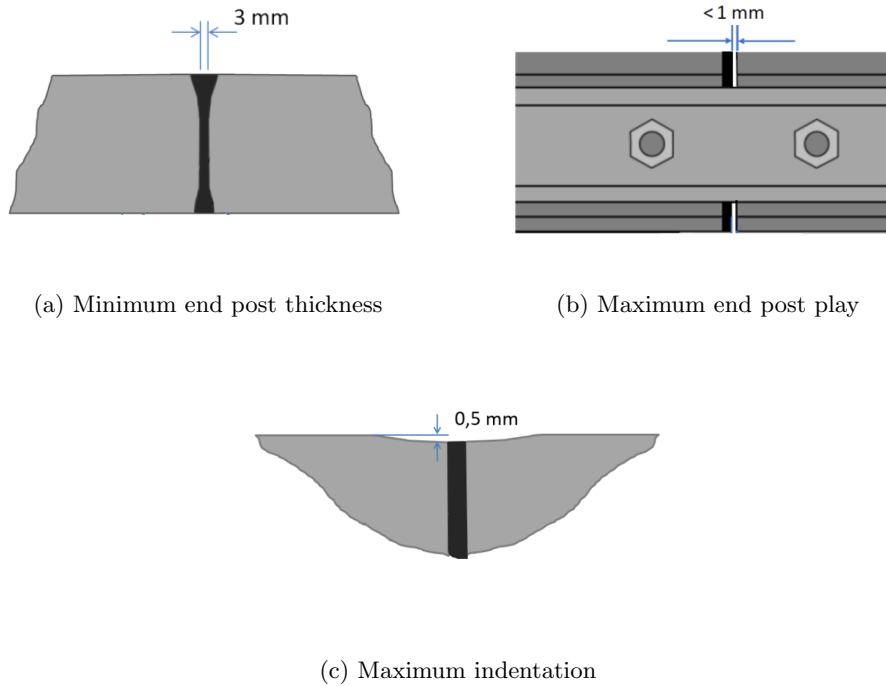 3 mm
<1 mm
(a) Minimum end post thickness
(b) Maximum end post play
0,5 mm
(c) Maximum indentation